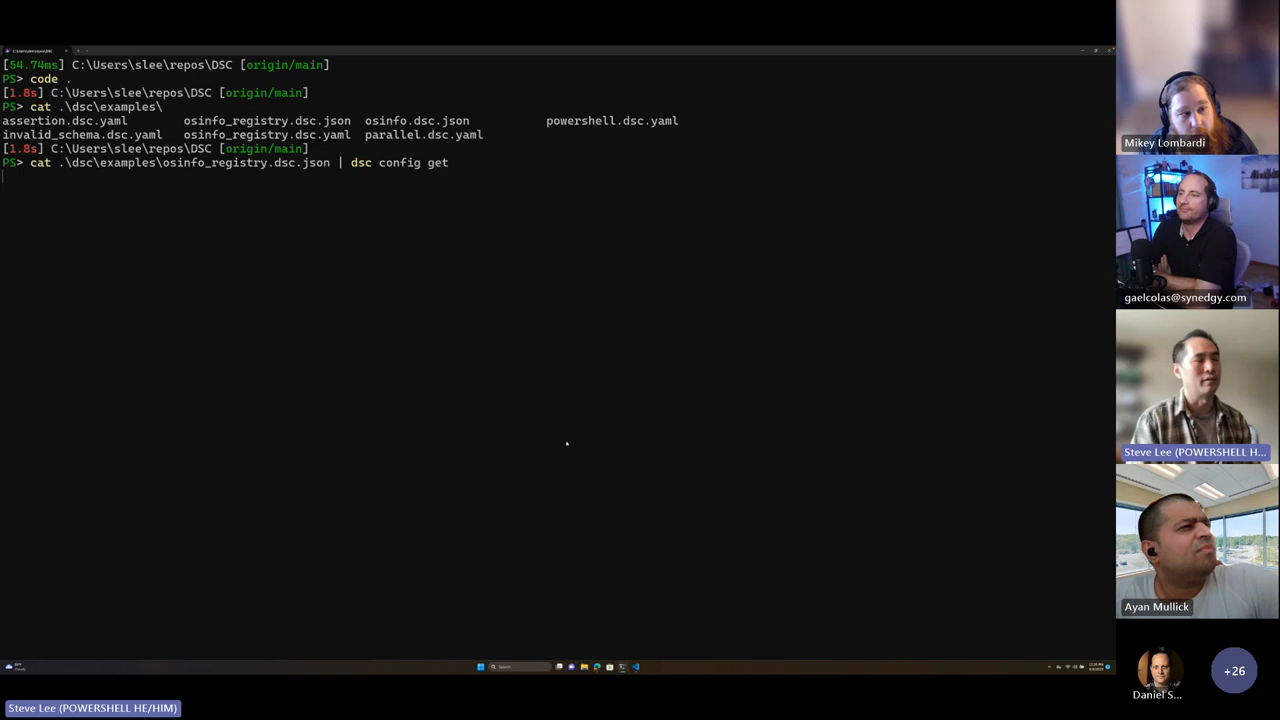 [54.74ms] C:\Users\slee\repos\DSC [origin/main]
PS> code .
[1.8s] C:\Users\slee\repos\DSC [origin/main]
PS> cat .\dsc\examples\
assertion.dsc.yaml osinfo_registry.dsc.json osinfo.dsc.json powershell.dsc.yaml
invalid_schema.dsc.yaml osinfo_registry.dsc.yaml parallel.dsc.yaml
[1.8s] C:\Users\slee\repos\DSC [origin/main]
PS> cat .\dsc\examples\osinfo_registry.dsc.json | dsc config get
Mikey Lombardi
gaelcolas@synedgy.com
Steve Lee (POWERSHELL H...
Ayan Mullick
Daniel S...
+26
Search
Steve Lee (POWERSHELL HE/HIM)